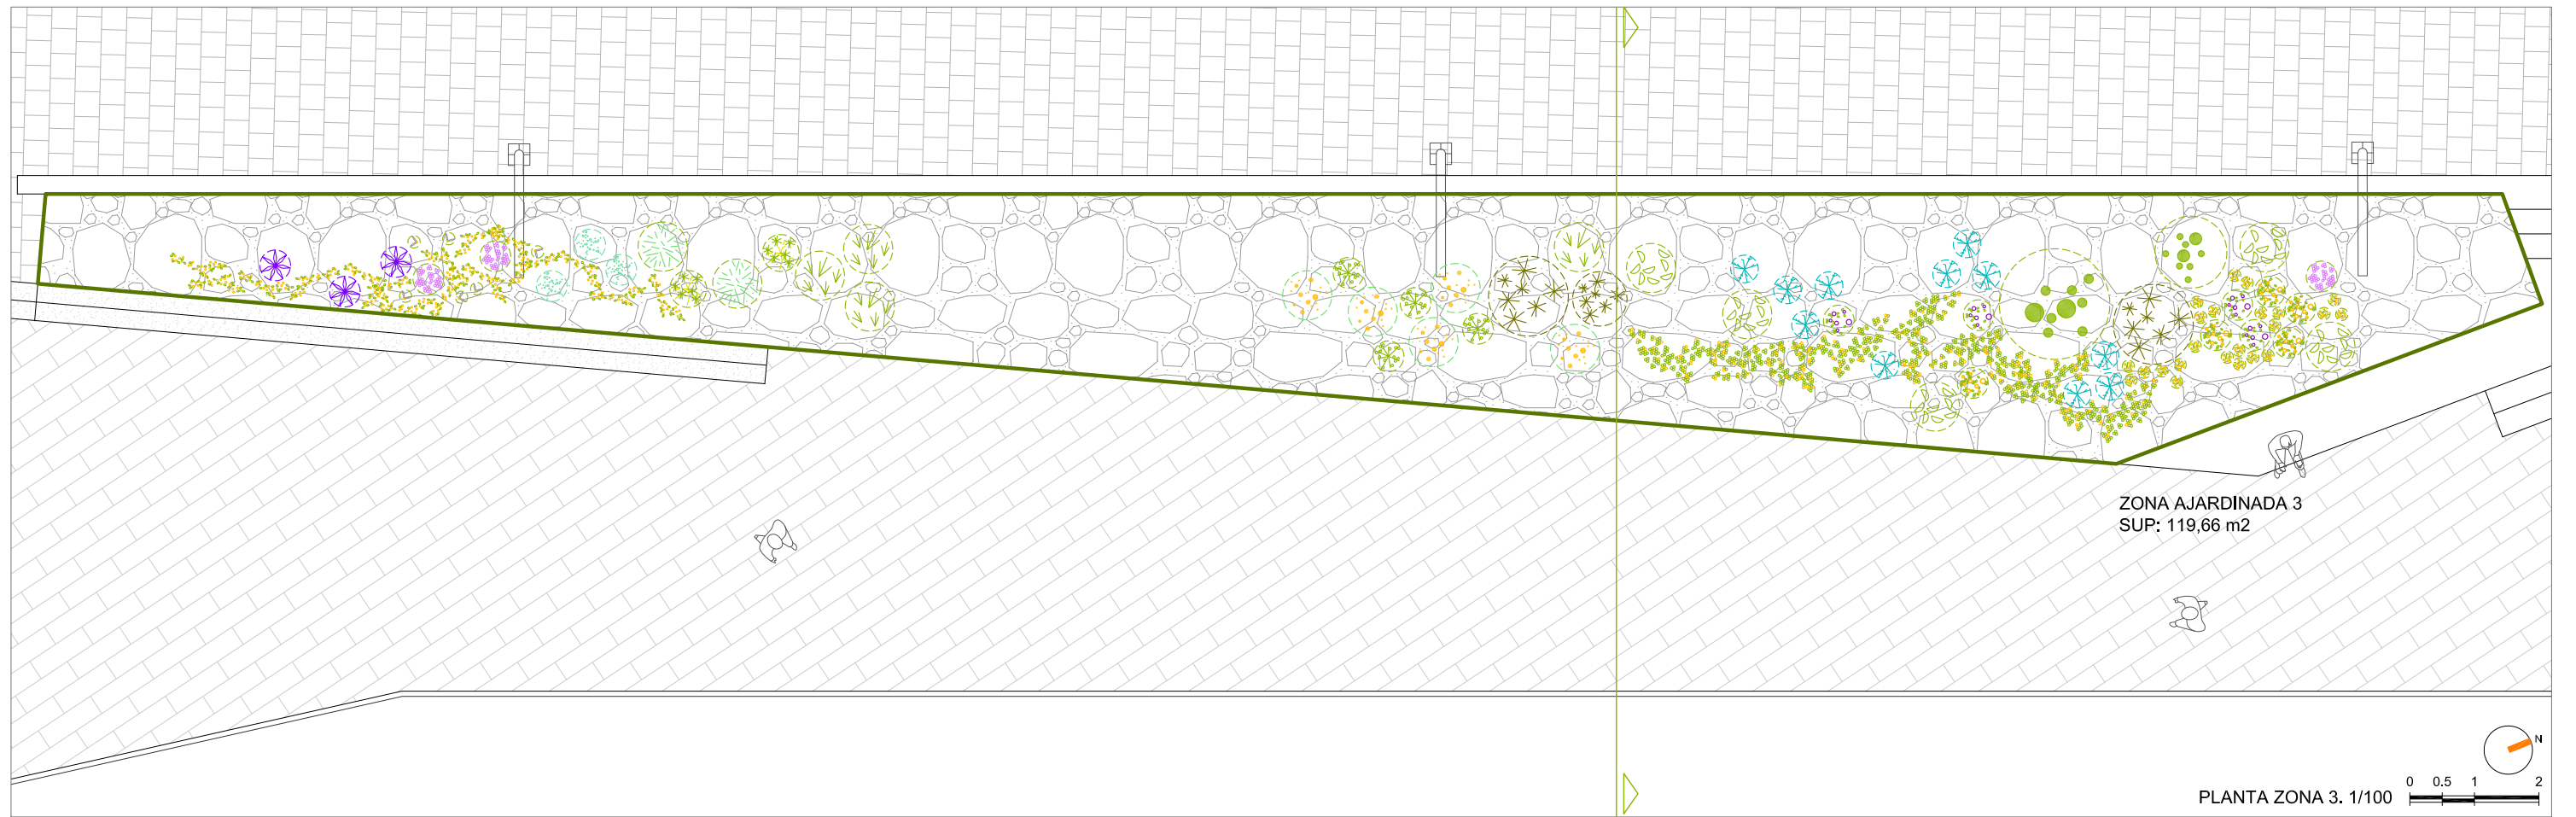 ZONA AJARDINADA 3
SUP: 119,66 m2
N
0 0.5 1 2
PLANTA ZONA 3. 1/100